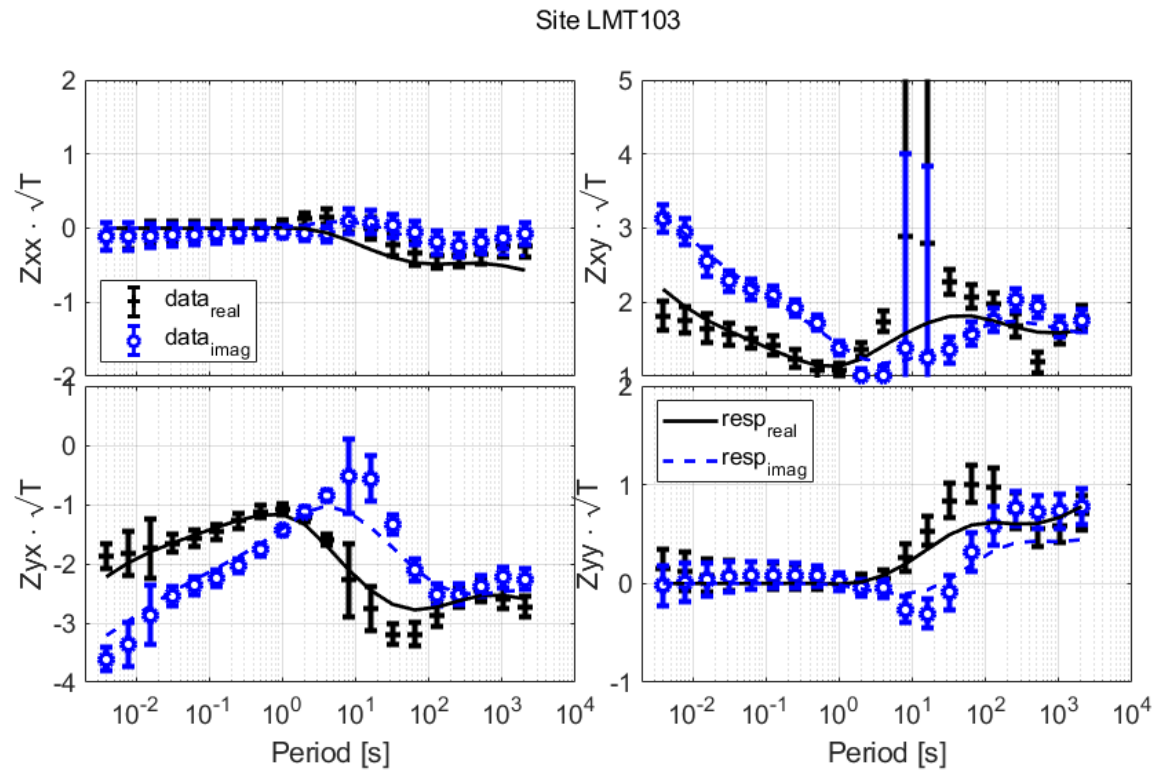 Site LMT103
2
1
0
-1
-2
Zxx · √T
data_real
data_imag
5
4
3
2
1
Zxy · √T
1
0
-1
-2
-3
-4
Zyx · √T
10^-2 10^-1 10^0 10^1 10^2 10^3 10^4
Period [s]
2
1
0
-1
Zyy · √T
resp_real
resp_imag
10^-2 10^-1 10^0 10^1 10^2 10^3 10^4
Period [s]